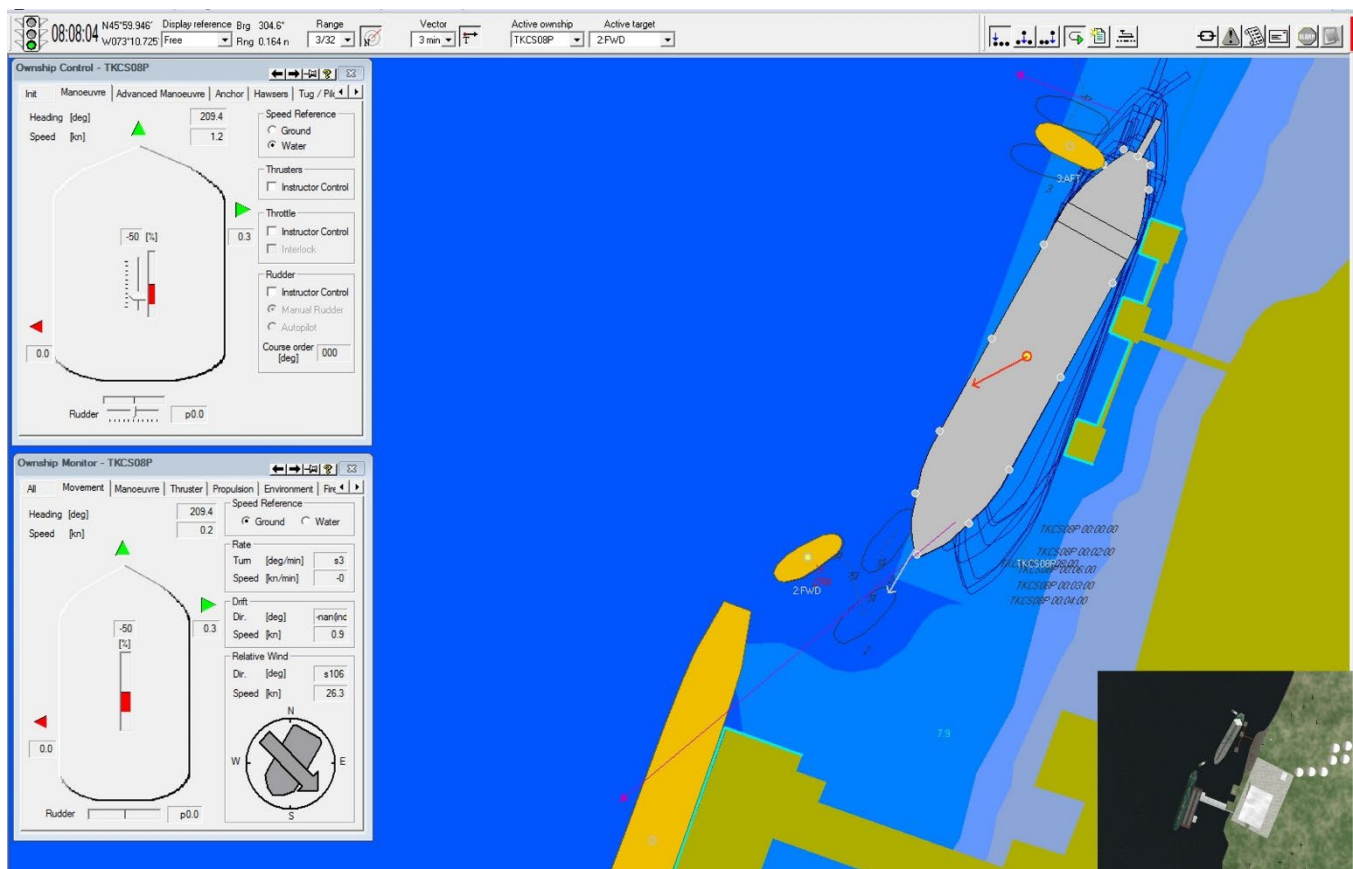 08:08:04
N45°59.946'
W073°10.725'
Display reference
Free
Brg 304.6°
Rng 0.164 n
Range
3/32
Vector
3 min
Active ownship
TKCS08P
Active target
2:FWD
Ownship Control - TKCS08P
Init Manoeuvre Advanced Manoeuvre Anchor Hawsers Tug / Pik
Heading [deg] 209.4
Speed [kn] 1.2
-50 [%]
0.3
0.0
Rudder p0.0
Speed Reference
Ground
Water
Thrusters
Instructor Control
Throttle
Instructor Control
Interlock
Rudder
Instructor Control
Manual Rudder
Autopilot
Course order
[deg] 000
Ownship Monitor - TKCS08P
All Movement Manoeuvre Thruster Propulsion Environment Fire
Heading [deg] 209.4
Speed [kn] 0.2
-50
[%]
0.3
0.0
Rudder p0.0
Speed Reference
Ground Water
Rate
Turn [deg/min] s3
Speed [kn/min] -0
Drift
Dir. [deg] -nan(inc
Speed [kn] 0.9
Relative Wind
Dir. [deg] s106
Speed [kn] 26.3
N
W E
S
3:AFT
2:FWD
TKCS08P 00:00:00
TKCS08P 00:02:00
TKCS08P
TKCS08P 00:06:00
TKCS08P 00:03:00
TKCS08P 00:04:00
7.9